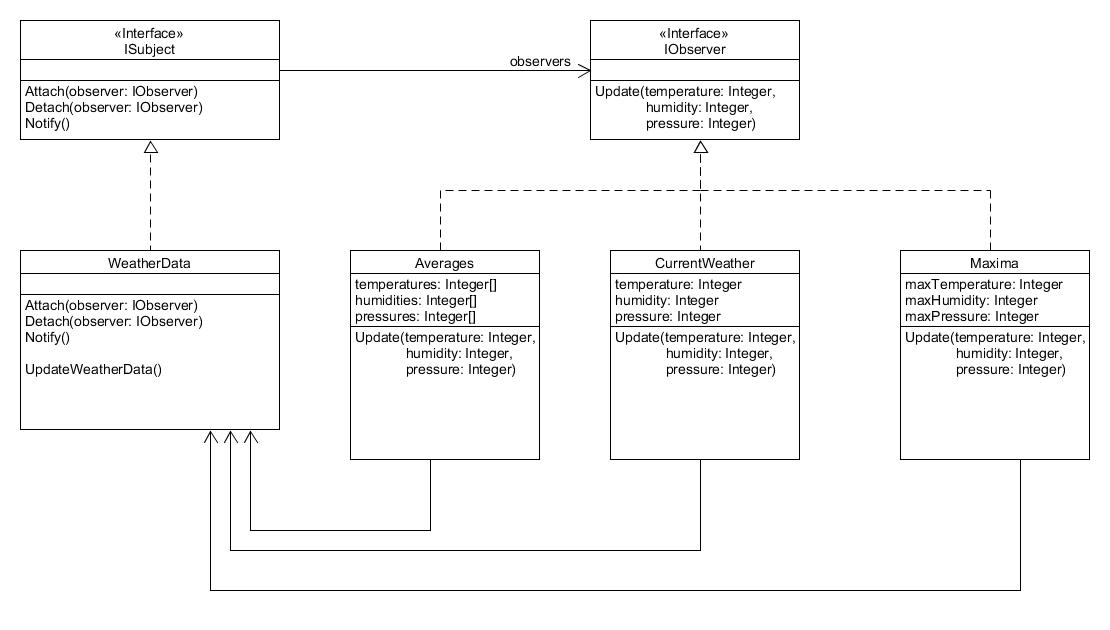 «Interface»
ISubject
Attach(observer: IObserver)
Detach(observer: IObserver)
Notify()
observers
«Interface»
IObserver
Update(temperature: Integer,
humidity: Integer,
pressure: Integer)
WeatherData
Attach(observer: IObserver)
Detach(observer: IObserver)
Notify()
UpdateWeatherData()
Averages
temperatures: Integer[]
humidities: Integer[]
pressures: Integer[]
Update(temperature: Integer,
humidity: Integer,
pressure: Integer)
CurrentWeather
temperature: Integer
humidity: Integer
pressure: Integer
Update(temperature: Integer,
humidity: Integer,
pressure: Integer)
Maxima
maxTemperature: Integer
maxHumidity: Integer
maxPressure: Integer
Update(temperature: Integer,
humidity: Integer,
pressure: Integer)